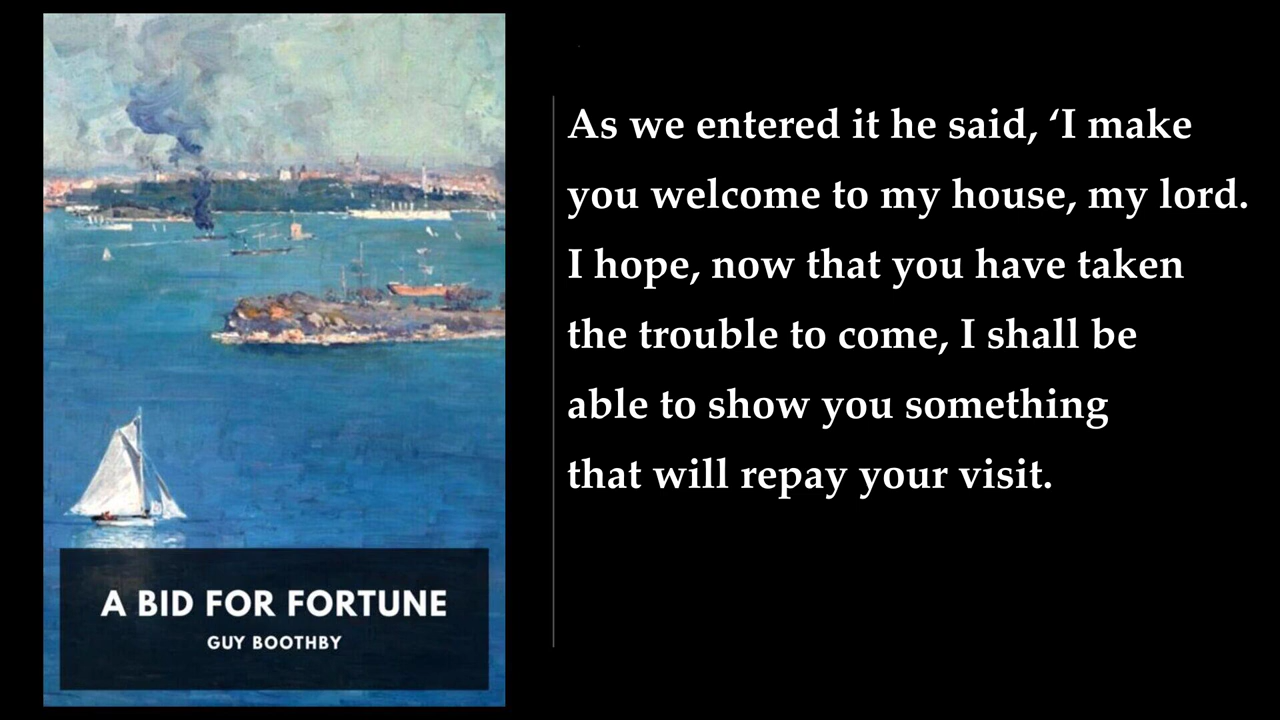 As we entered it he said, ‘I make
you welcome to my house, my lord.
I hope, now that you have taken
the trouble to come, I shall be
able to show you something
that will repay your visit.
A BID FOR FORTUNE
GUY BOOTHBY